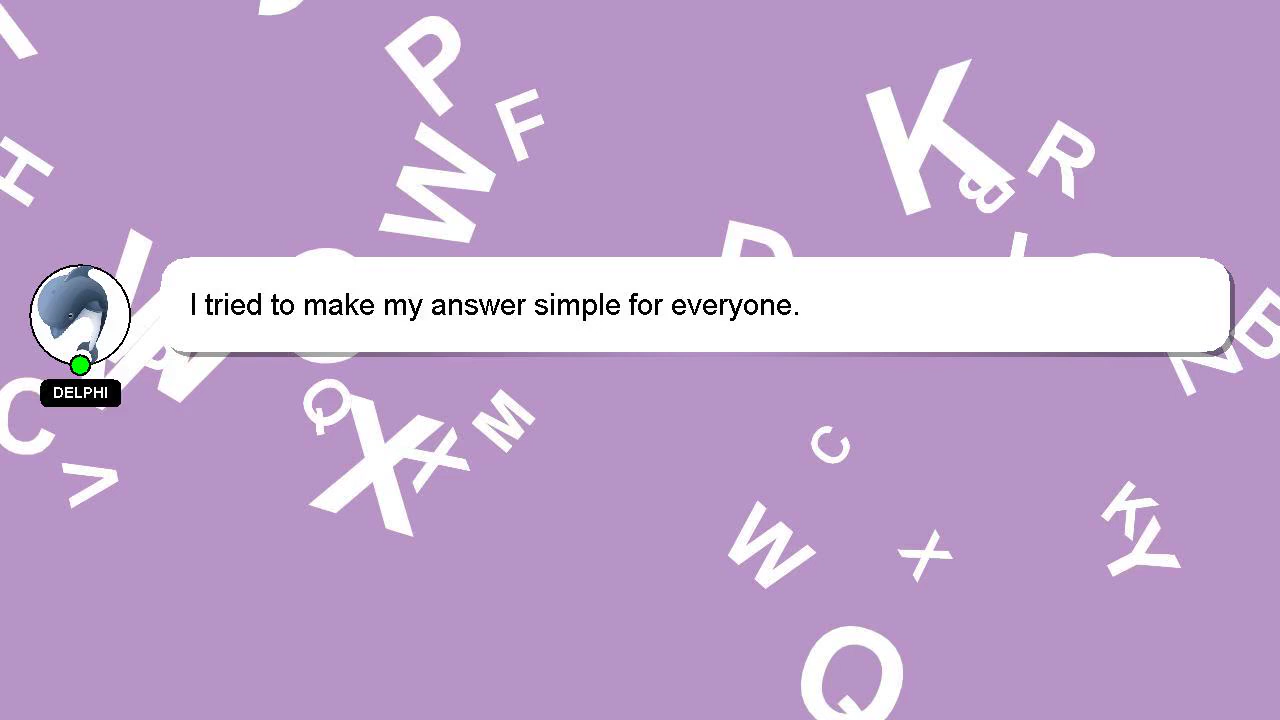 I tried to make my answer simple for everyone.
DELPHI
P
F
W
H
K
R
B
D
Q
X
X
M
C
V
C
W
X
K
Y
N
B
Q